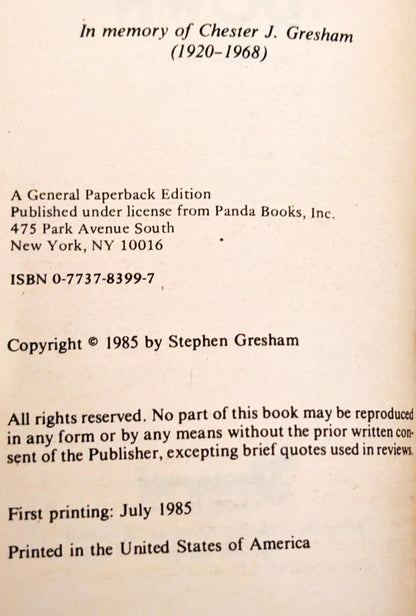 In memory of Chester J. Gresham
(1920–1968)
A General Paperback Edition
Published under license from Panda Books, Inc.
475 Park Avenue South
New York, NY 10016
ISBN 0-7737-8399-7
Copyright © 1985 by Stephen Gresham
All rights reserved. No part of this book may be reproduced
in any form or by any means without the prior written con-
sent of the Publisher, excepting brief quotes used in reviews.
First printing: July 1985
Printed in the United States of America